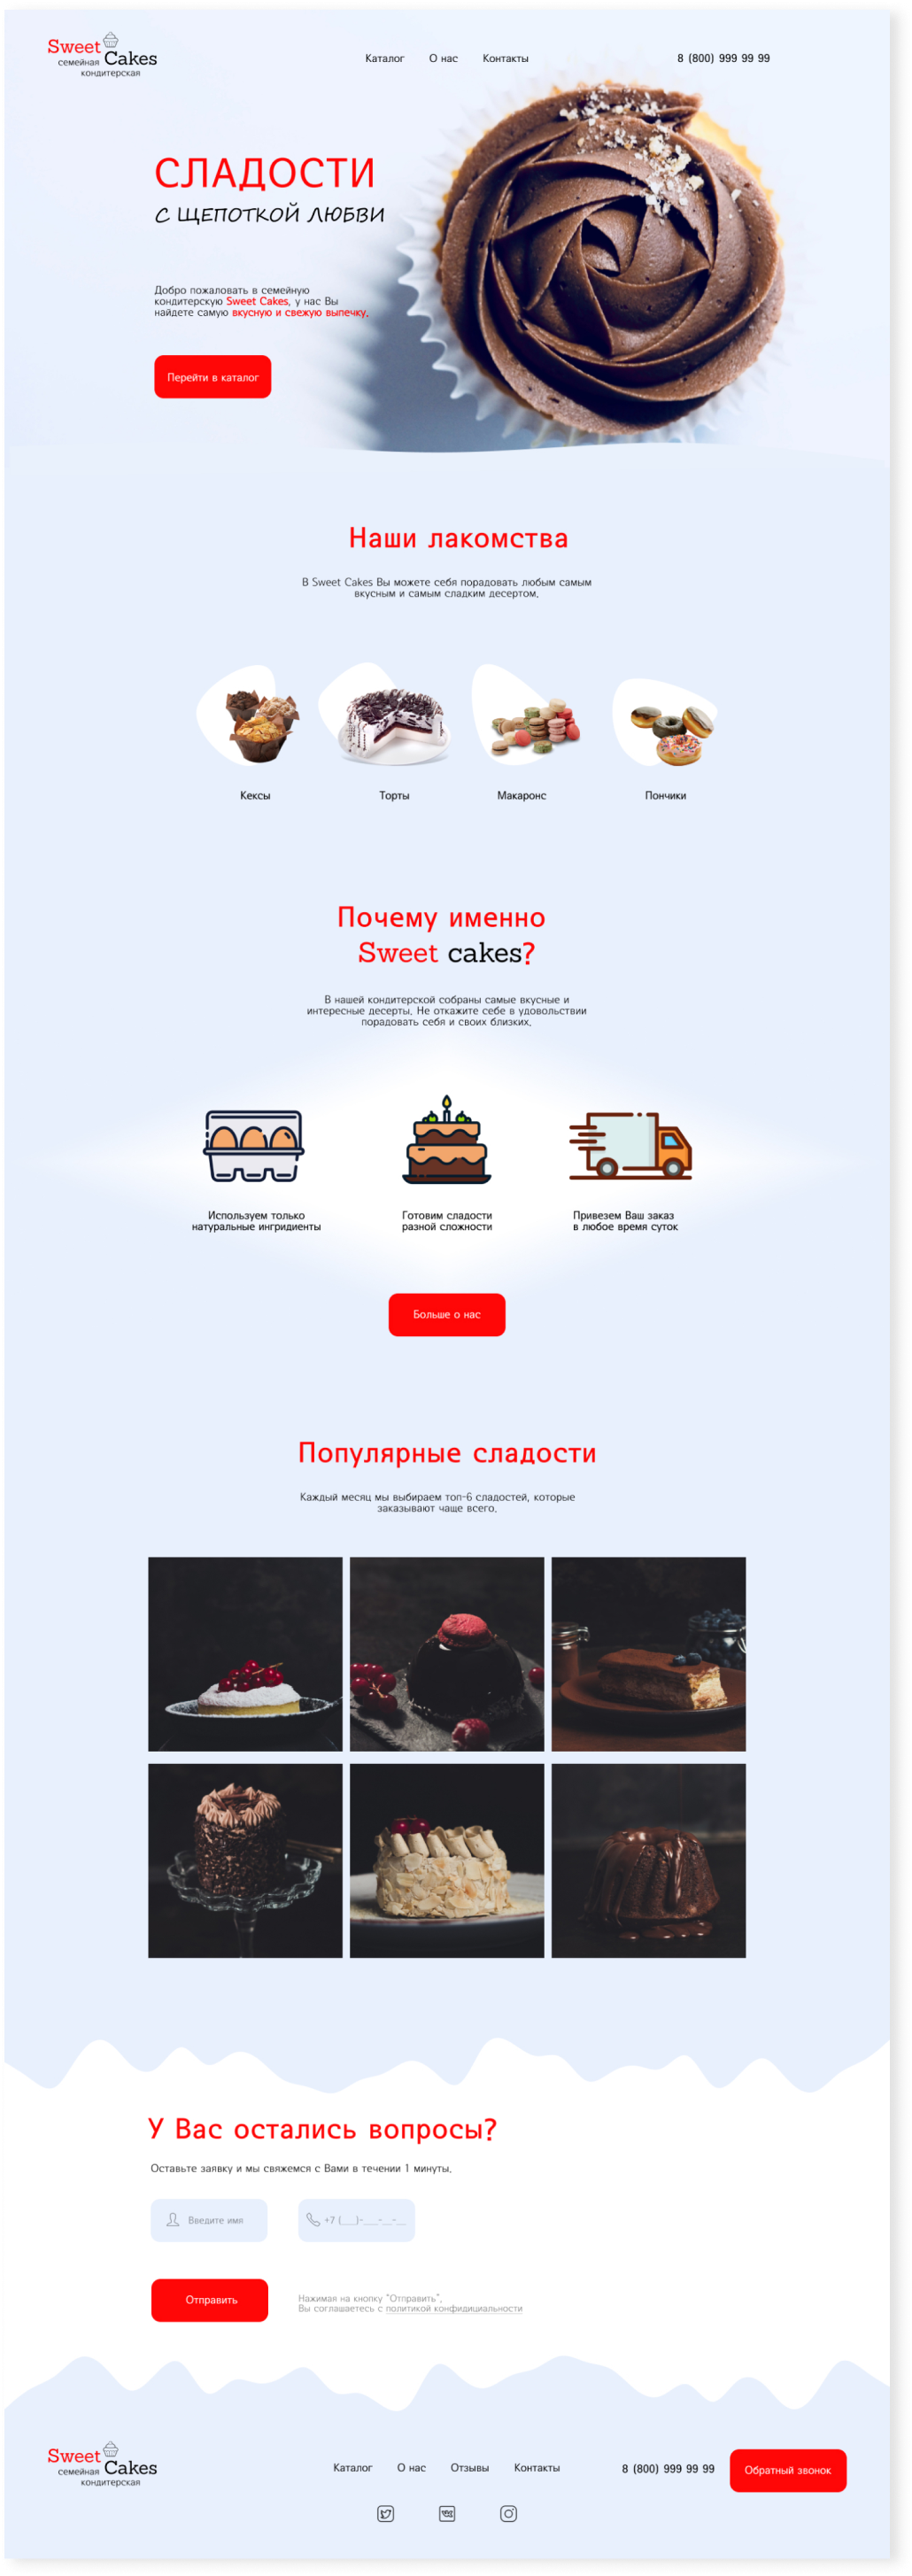 Sweet
семейная Cakes
кондитерская
Каталог О нас Контакты
8 (800) 999 99 99
СЛАДОСТИ
С ЩЕПОТКОЙ ЛЮБВИ
Добро пожаловать в семейную
кондитерскую Sweet Cakes, у нас Вы
найдете самую вкусную и свежую выпечку.
Перейти в каталог
Наши лакомства
В Sweet Cakes Вы можете себя порадовать любым самым
вкусным и самым сладким десертом.
Кексы Торты Макаронс Пончики
Почему именно
Sweet cakes?
В нашей кондитерской собраны самые вкусные и
интересные десерты. Не откажите себе в удовольствии
порадовать себя и своих близких.
Используем только
натуральные ингридиенты
Готовим сладости
разной сложности
Привезем Ваш заказ
в любое время суток
Больше о нас
Популярные сладости
Каждый месяц мы выбираем топ-6 сладостей, которые
заказывают чаще всего.
У Вас остались вопросы?
Оставьте заявку и мы свяжемся с Вами в течении 1 минуты.
Введите имя
+7 (___)-___-__-__
Отправить
Нажимая на кнопку "Отправить",
Вы соглашаетесь с политикой конфидициальности
Sweet
семейная Cakes
кондитерская
Каталог О нас Отзывы Контакты
8 (800) 999 99 99
Обратный звонок